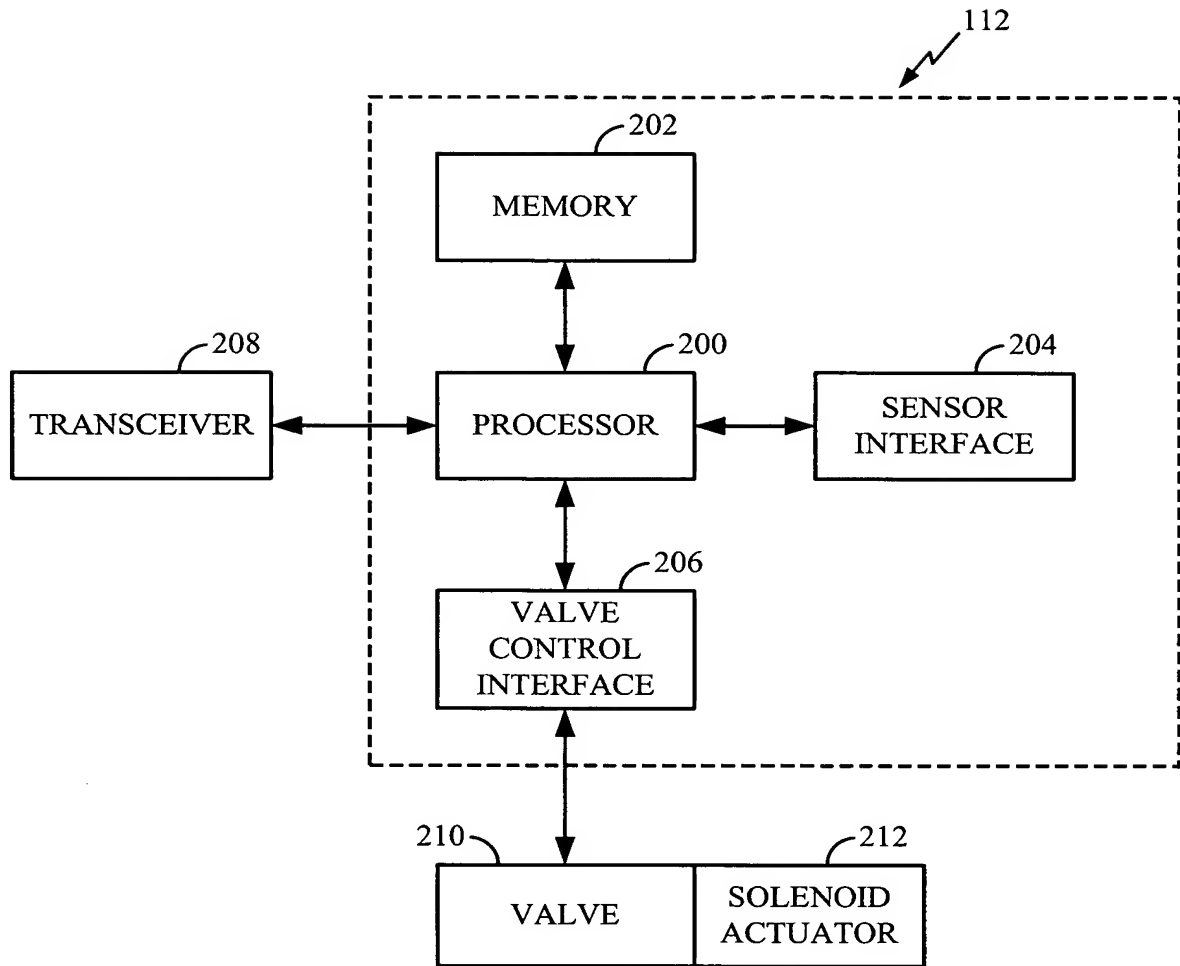 112
202
MEMORY
208
200
204
TRANSCEIVER
PROCESSOR
SENSOR
INTERFACE
206
VALVE
CONTROL
INTERFACE
210
212
VALVE
SOLENOID
ACTUATOR